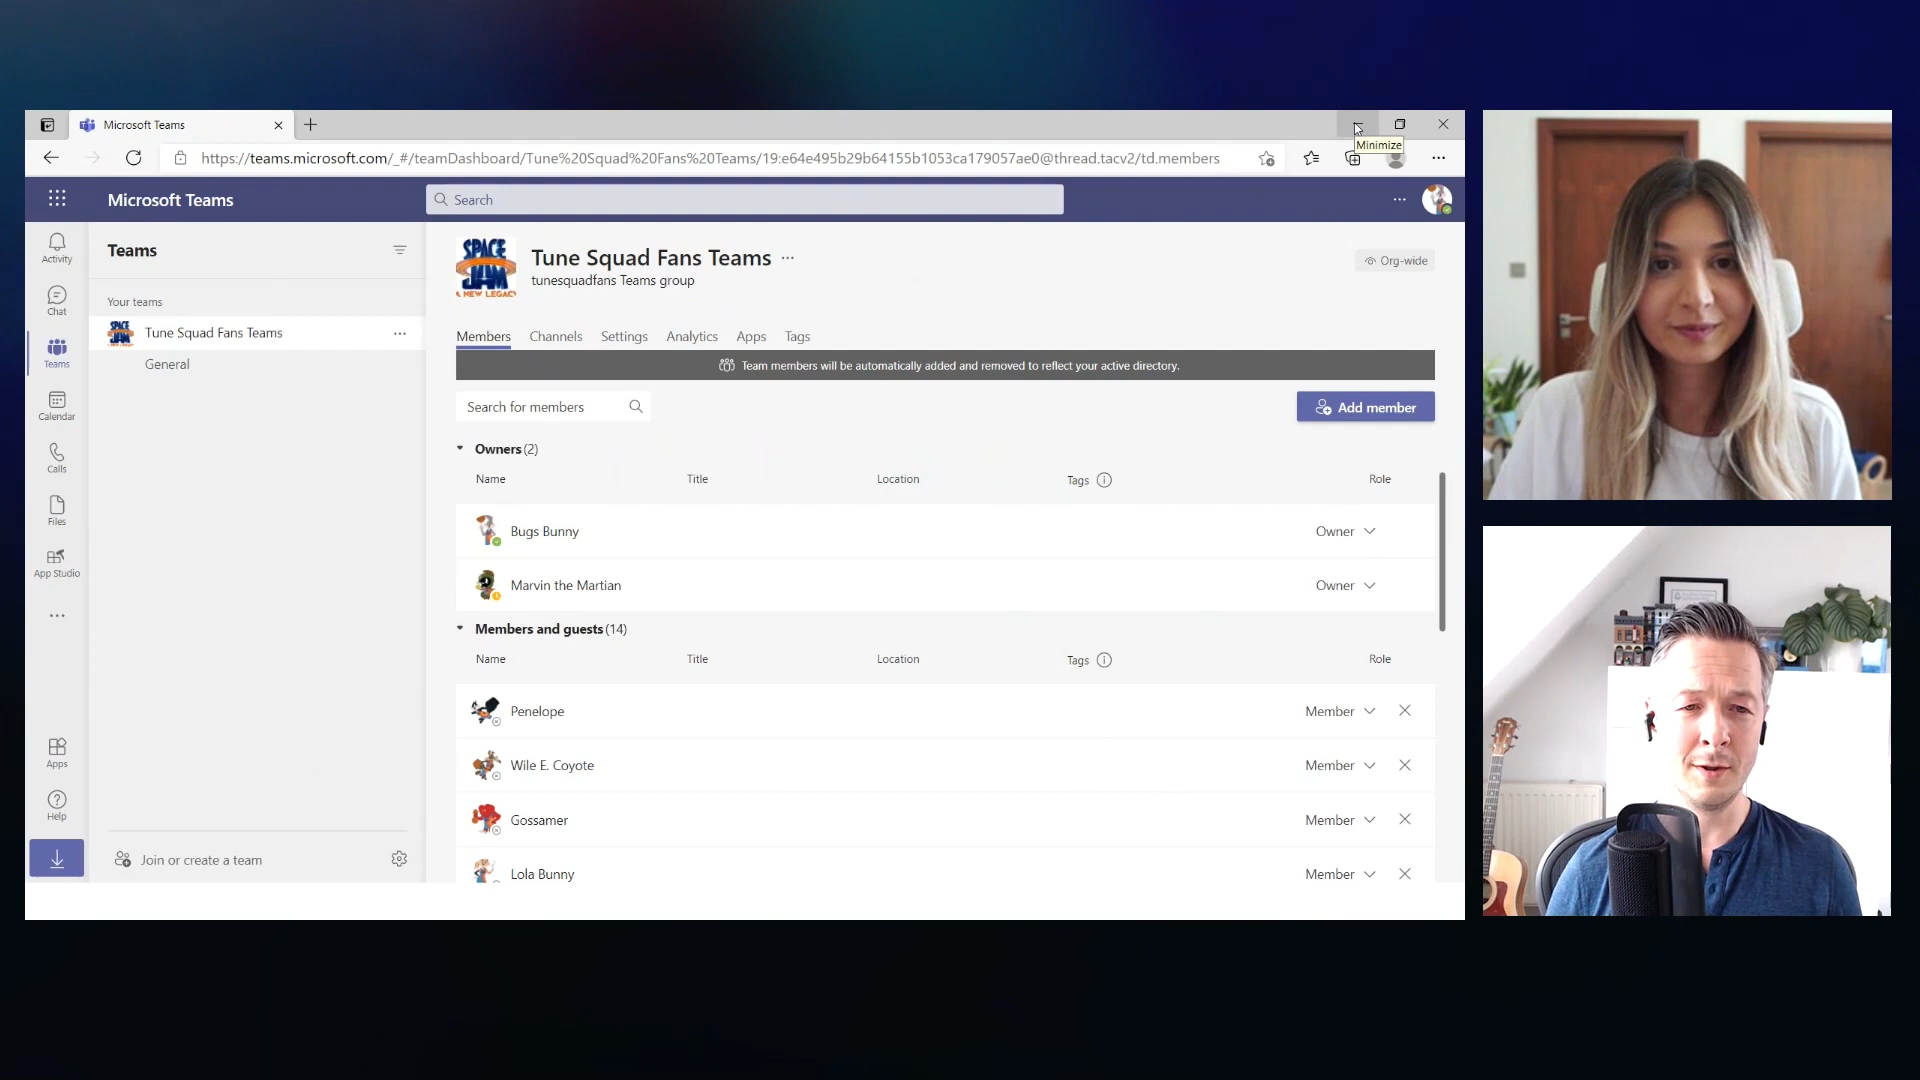 Microsoft Teams
Minimize
https://teams.microsoft.com/_#/teamDashboard/Tune%20Squad%20Fans%20Teams/19:e64e495b29b64155b1053ca179057ae0@thread.tacv2/td.members
Microsoft Teams
Search
Activity
Chat
Teams
Calendar
Calls
Files
App Studio
Apps
Help
Teams
Your teams
SPACE JAM
Tune Squad Fans Teams
General
Join or create a team
SPACE
JAM
A NEW LEGACY
Tune Squad Fans Teams
tunesquadfans Teams group
Org-wide
Members Channels Settings Analytics Apps Tags
Team members will be automatically added and removed to reflect your active directory.
Search for members
Add member
Owners (2)
Name Title Location Tags Role
Bugs Bunny Owner
Marvin the Martian Owner
Members and guests (14)
Name Title Location Tags Role
Penelope Member
Wile E. Coyote Member
Gossamer Member
Lola Bunny Member